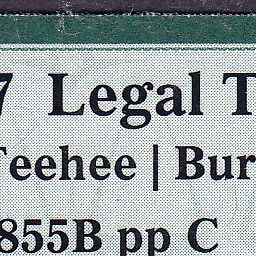 7 Legal T
Teehee | Bur
855B pp C